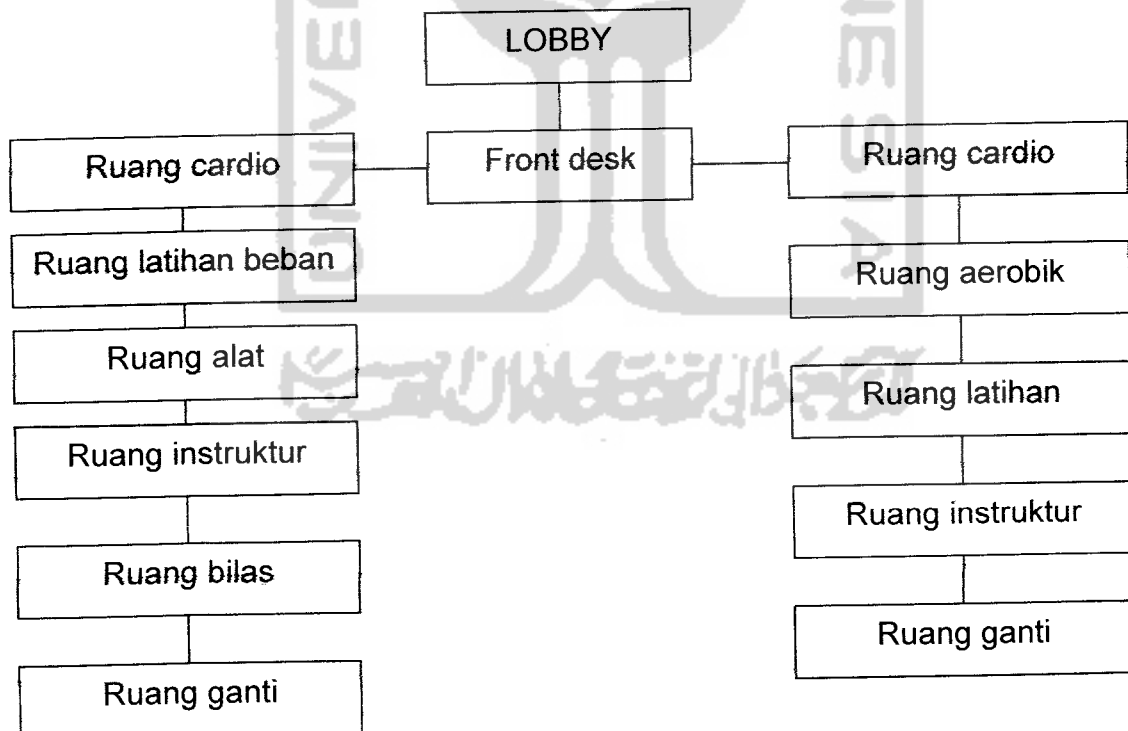 LOBBY
Front desk
Ruang cardio
Ruang latihan beban
Ruang alat
Ruang instruktur
Ruang bilas
Ruang ganti
Ruang cardio
Ruang aerobik
Ruang latihan
Ruang instruktur
Ruang ganti